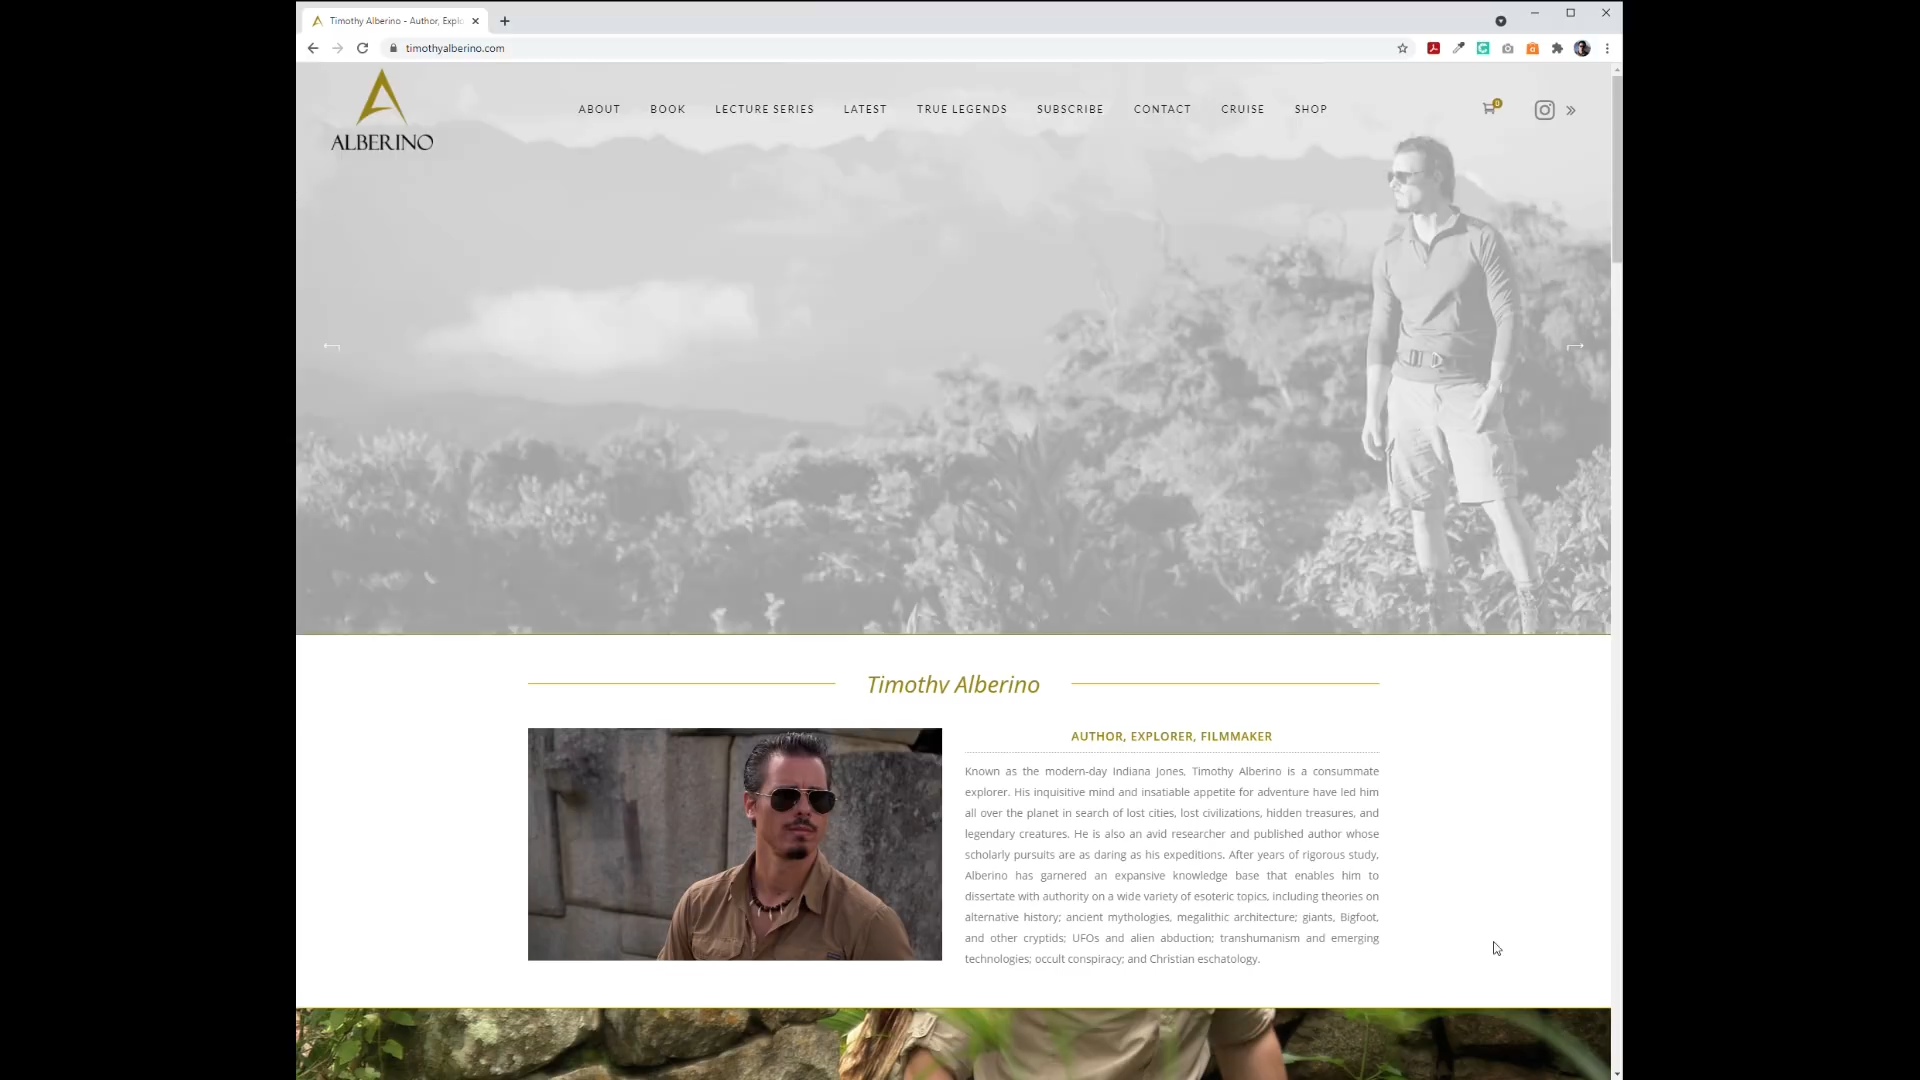 Timothy Alberino - Author, Explo
timothyalberino.com
ALBERINO
ABOUT BOOK LECTURE SERIES LATEST TRUE LEGENDS SUBSCRIBE CONTACT CRUISE SHOP
0
Timothy Alberino
AUTHOR, EXPLORER, FILMMAKER
Known as the modern-day Indiana Jones, Timothy Alberino is a consummate
explorer. His inquisitive mind and insatiable appetite for adventure have led him
all over the planet in search of lost cities, lost civilizations, hidden treasures, and
legendary creatures. He is also an avid researcher and published author whose
scholarly pursuits are as daring as his expeditions. After years of rigorous study,
Alberino has garnered an expansive knowledge base that enables him to
dissertate with authority on a wide variety of esoteric topics, including theories on
alternative history; ancient mythologies, megalithic architecture; giants, Bigfoot,
and other cryptids; UFOs and alien abduction; transhumanism and emerging
technologies; occult conspiracy; and Christian eschatology.